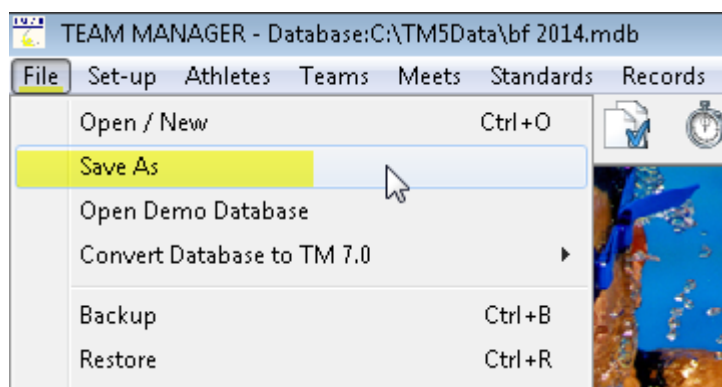 TEAM MANAGER - Database:C:\TM5Data\bf 2014.mdb
File Set-up Athletes Teams Meets Standards Records
Open / New Ctrl+O
Save As
Open Demo Database
Convert Database to TM 7.0
Backup Ctrl+B
Restore Ctrl+R